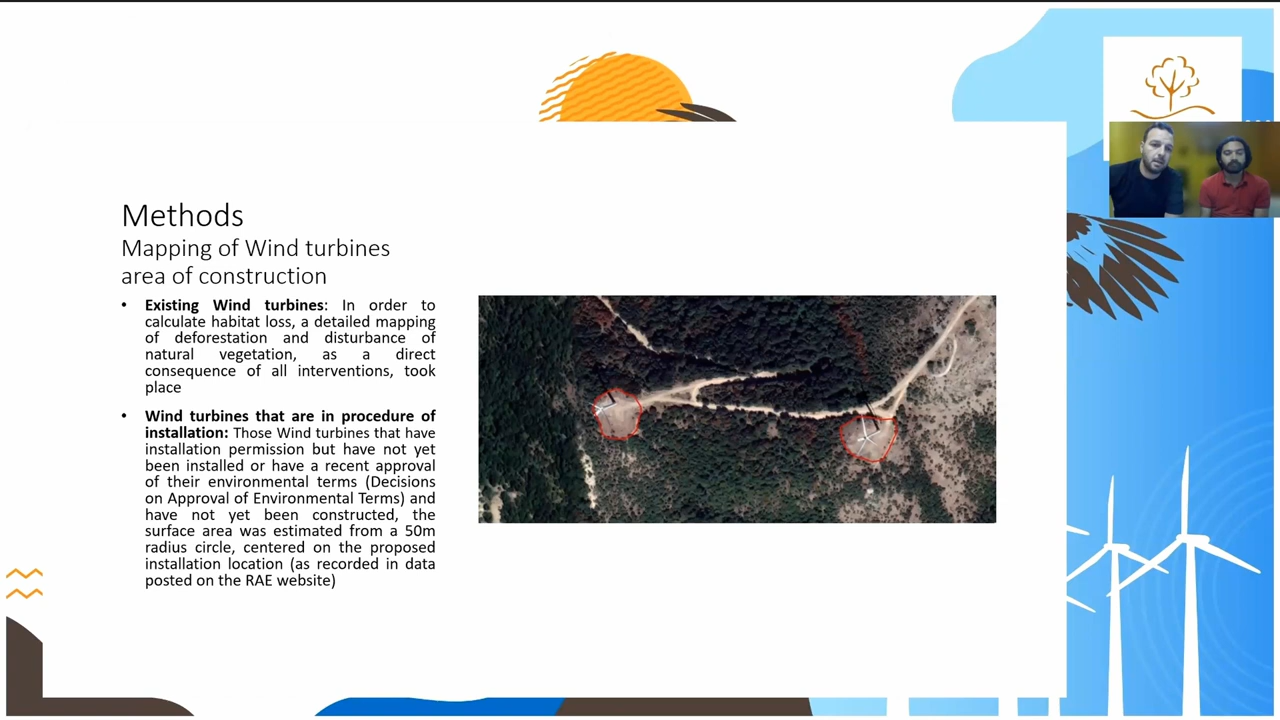 Methods
Mapping of Wind turbines
area of construction
• Existing Wind turbines: In order to
calculate habitat loss, a detailed mapping
of deforestation and disturbance of
natural vegetation, as a direct
consequence of all interventions, took
place
• Wind turbines that are in procedure of
installation: Those Wind turbines that have
installation permission but have not yet
been installed or have a recent approval
of their environmental terms (Decisions
on Approval of Environmental Terms) and
have not yet been constructed, the
surface area was estimated from a 50m
radius circle, centered on the proposed
installation location (as recorded in data
posted on the RAE website)